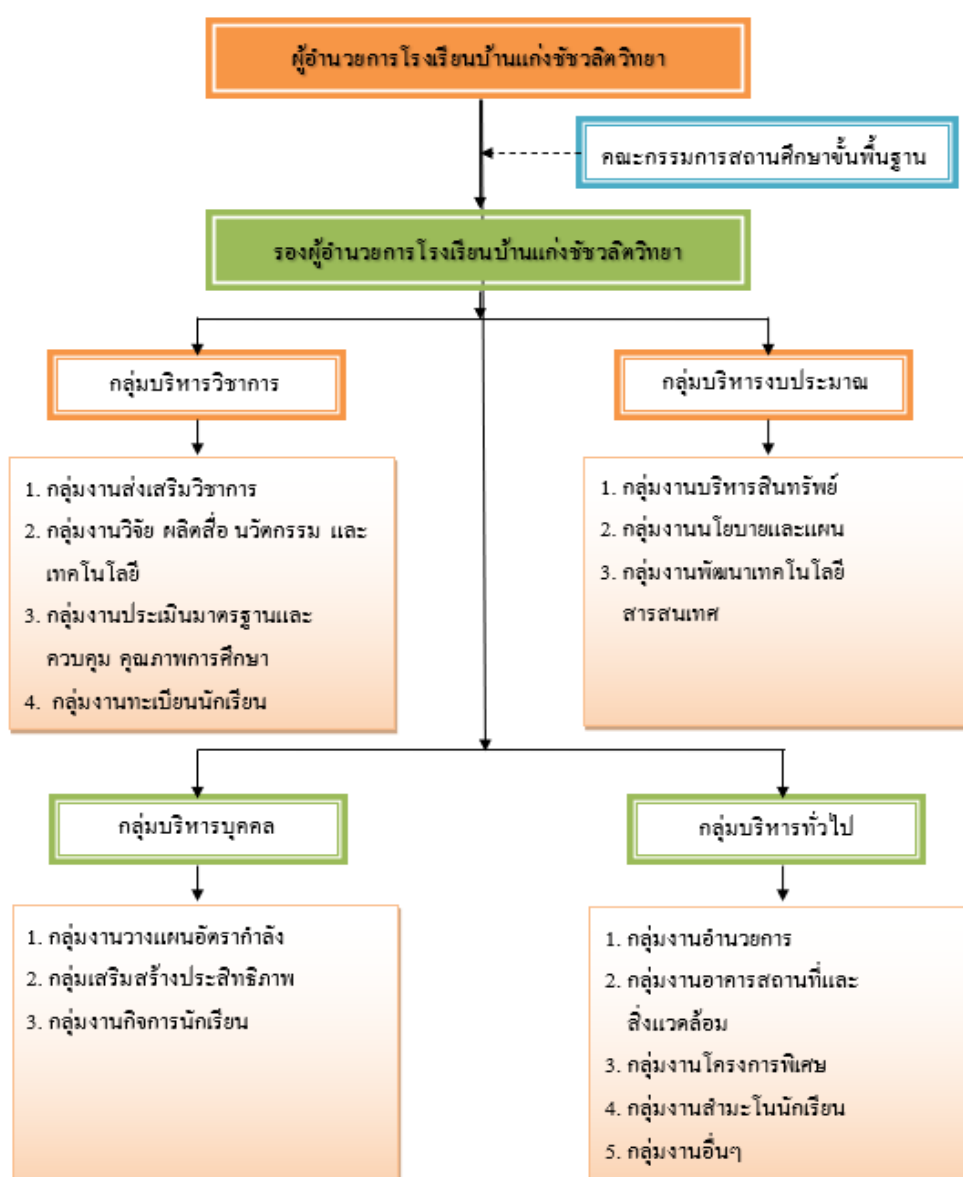 ผู้อำนวยการโรงเรียนบ้านแก่งชัชวลิตวิทยา
คณะกรรมการสถานศึกษาขั้นพื้นฐาน
รองผู้อำนวยการโรงเรียนบ้านแก่งชัชวลิตวิทยา
กลุ่มบริหารวิชาการ
1. กลุ่มงานส่งเสริมวิชาการ
2. กลุ่มงานวิจัย ผลิตสื่อ นวัตกรรม และ
เทคโนโลยี
3. กลุ่มงานประเมินมาตรฐานและ
ควบคุม คุณภาพการศึกษา
4. กลุ่มงานทะเบียนนักเรียน
กลุ่มบริหารงบประมาณ
1. กลุ่มงานบริหารสินทรัพย์
2. กลุ่มงานนโยบายและแผน
3. กลุ่มงานพัฒนาเทคโนโลยี
สารสนเทศ
กลุ่มบริหารบุคคล
1. กลุ่มงานวางแผนอัตรากำลัง
2. กลุ่มเสริมสร้างประสิทธิภาพ
3. กลุ่มงานกิจการนักเรียน
กลุ่มบริหารทั่วไป
1. กลุ่มงานอำนวยการ
2. กลุ่มงานอาคารสถานที่และ
สิ่งแวดล้อม
3. กลุ่มงานโครงการพิเศษ
4. กลุ่มงานสำมะโนนักเรียน
5. กลุ่มงานอื่นๆ